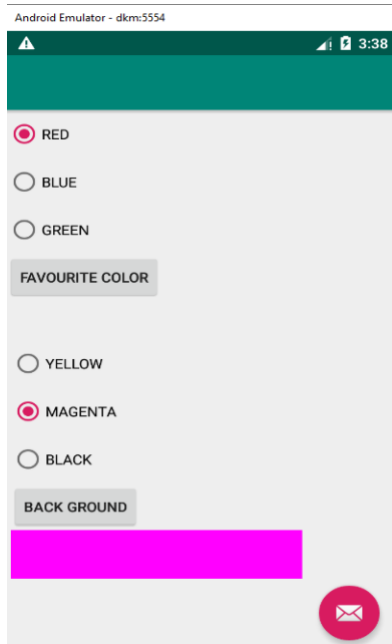 Android Emulator - dkm:5554
3:38
RED
BLUE
GREEN
FAVOURITE COLOR
YELLOW
MAGENTA
BLACK
BACK GROUND